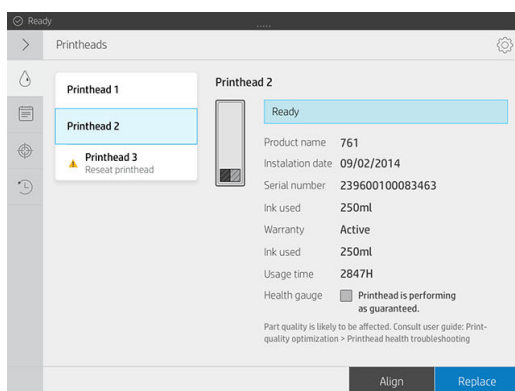 Ready
Printheads
Printhead 1
Printhead 2
Printhead 3
Reseat printhead
Printhead 2
Ready
Product name 761
Instalation date 09/02/2014
Serial number 239600100083463
Ink used 250ml
Warranty Active
Ink used 250ml
Usage time 2847H
Health gauge Printhead is performing
as guaranteed.
Part quality is likely to be affected. Consult user guide: Print-
quality optimization > Printhead health troubleshooting
Align Replace